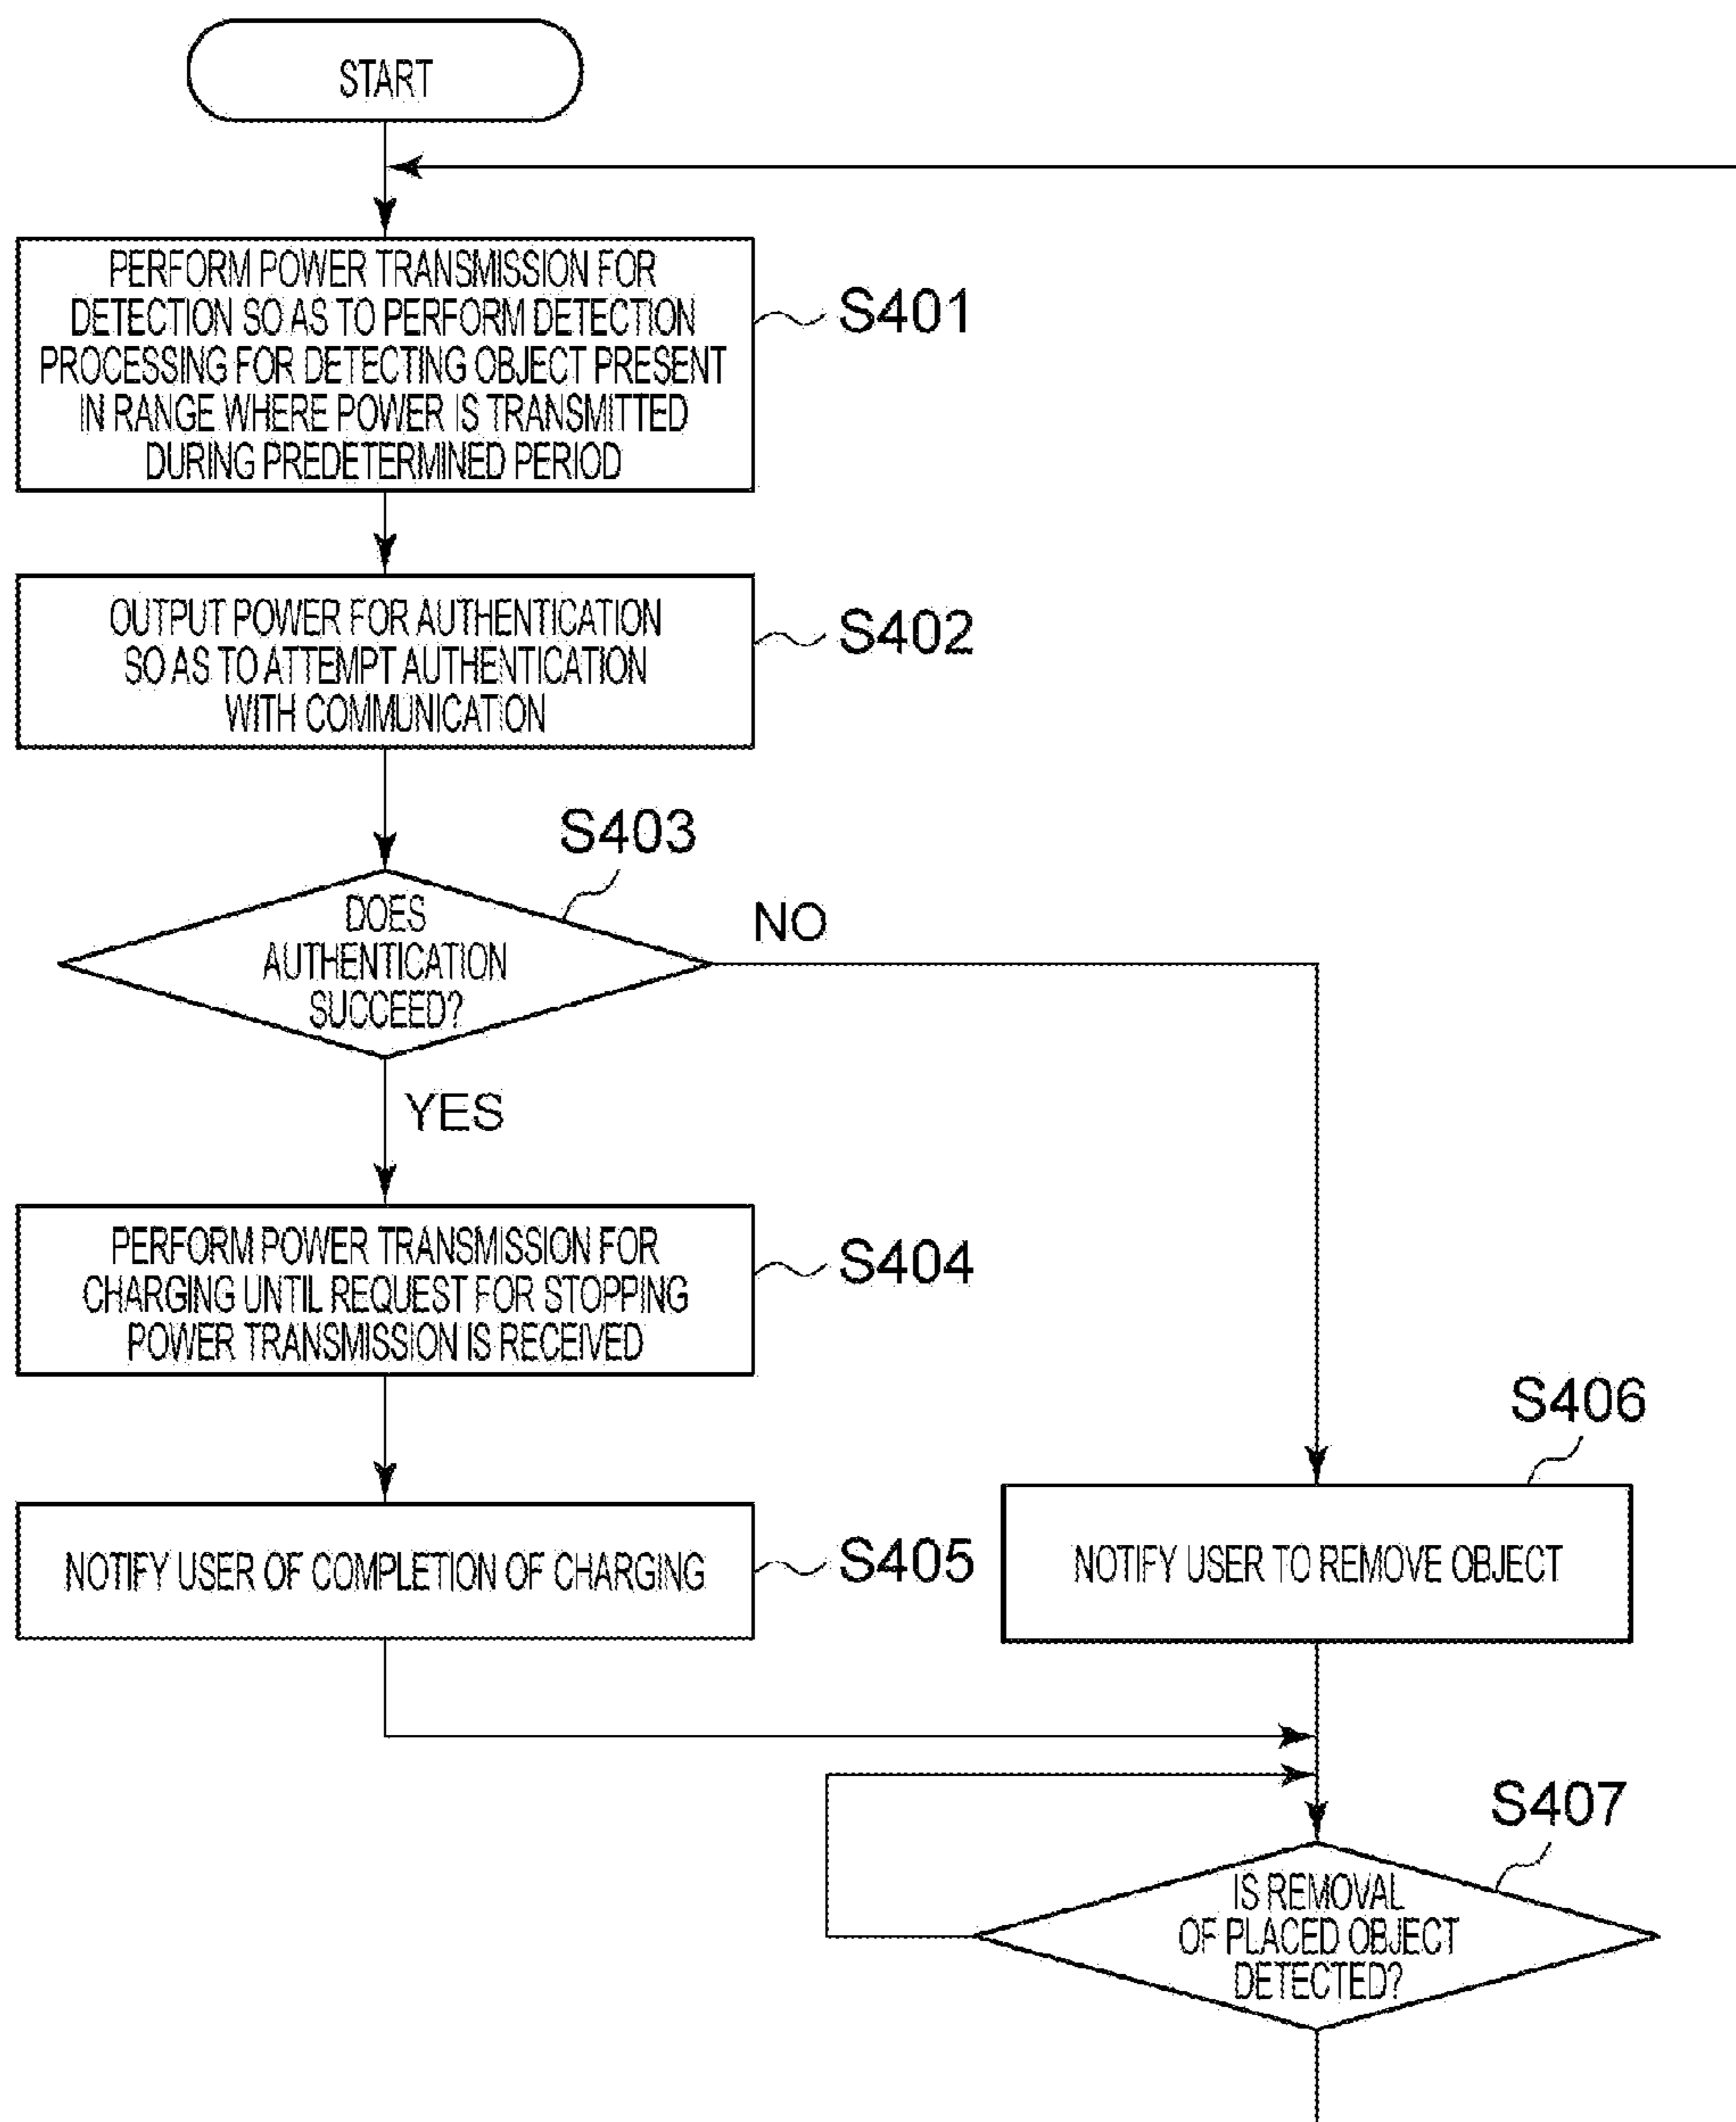 START
PERFORM POWER TRANSMISSION FOR
DETECTION SO AS TO PERFORM DETECTION
PROCESSING FOR DETECTING OBJECT PRESENT
IN RANGE WHERE POWER IS TRANSMITTED
DURING PREDETERMINED PERIOD
S401
OUTPUT POWER FOR AUTHENTICATION
SO AS TO ATTEMPT AUTHENTICATION
WITH COMMUNICATION
S402
S403
DOES
AUTHENTICATION
SUCCEED?
NO
YES
PERFORM POWER TRANSMISSION FOR
CHARGING UNTIL REQUEST FOR STOPPING
POWER TRANSMISSION IS RECEIVED
S404
NOTIFY USER OF COMPLETION OF CHARGING
S405
S406
NOTIFY USER TO REMOVE OBJECT
S407
IS REMOVAL
OF PLACED OBJECT
DETECTED?